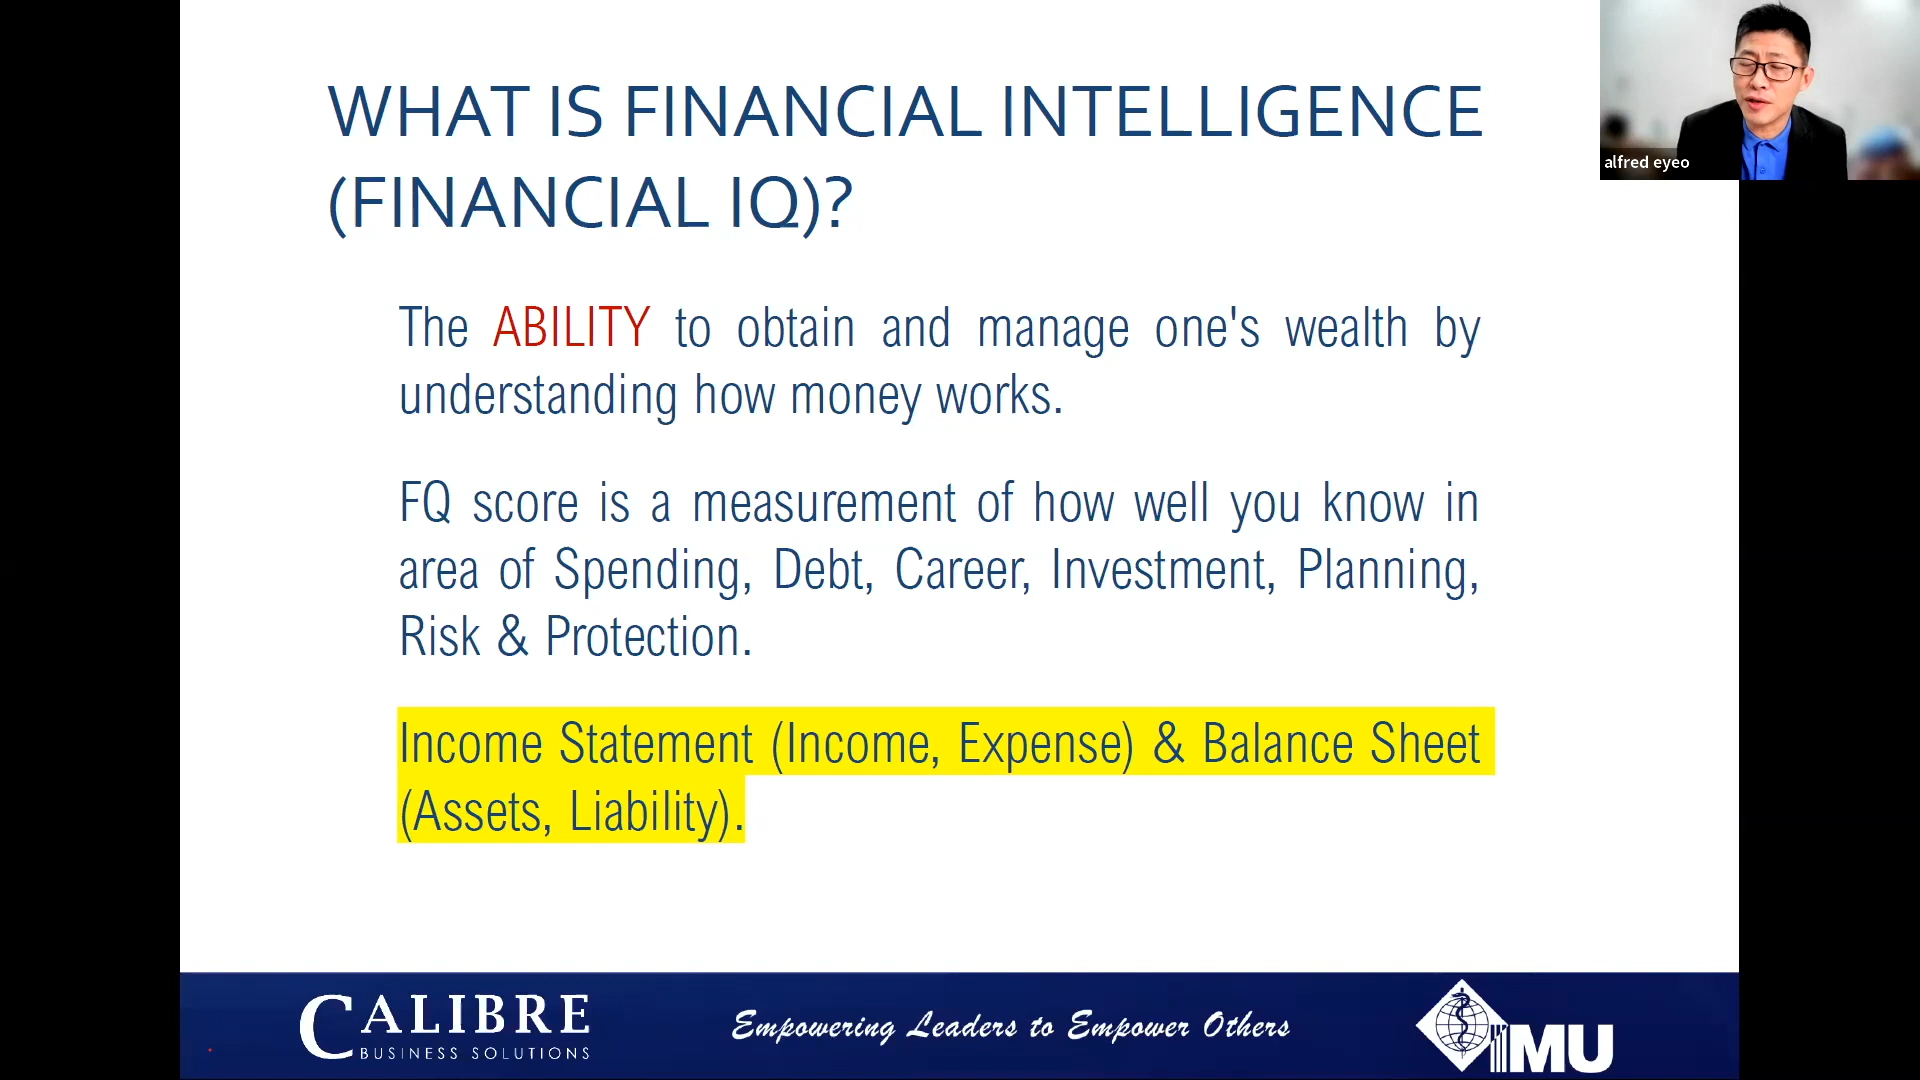 WHAT IS FINANCIAL INTELLIGENCE
(FINANCIAL IQ)?
alfred eyeo
The ABILITY to obtain and manage one's wealth by
understanding how money works.
FQ score is a measurement of how well you know in
area of Spending, Debt, Career, Investment, Planning,
Risk & Protection.
Income Statement (Income, Expense) & Balance Sheet
(Assets, Liability).
CALIBRE
BUSINESS SOLUTIONS
Empowering Leaders to Empower Others
IMU